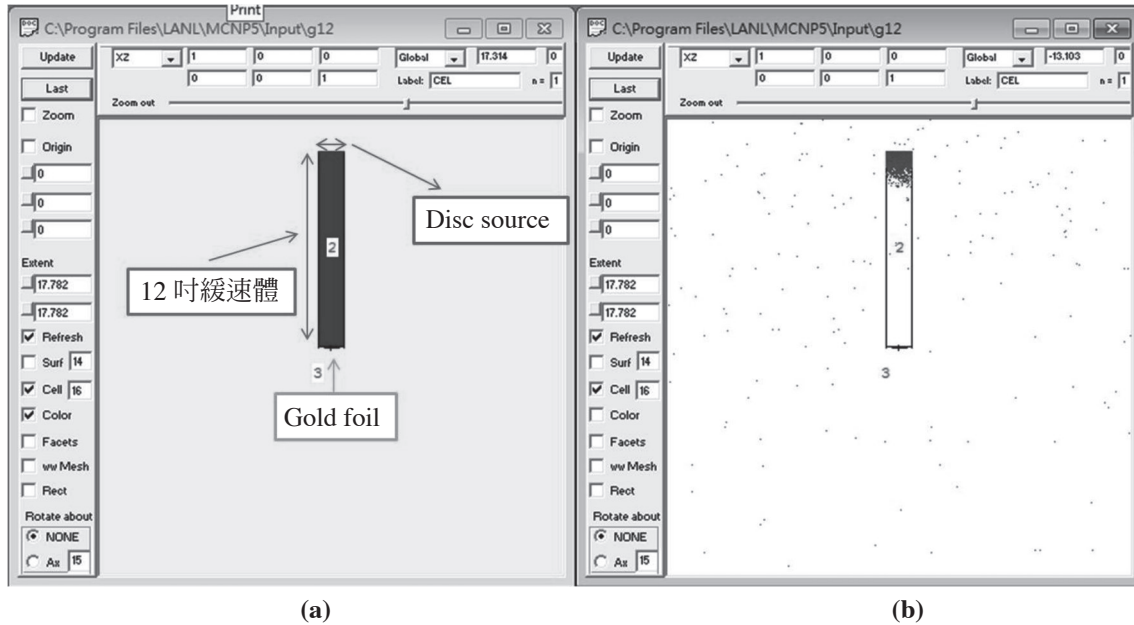 Print
C:\Program Files\LANL\MCNP5\Input\g12
Update
XZ 1 0 0 Global 17.314 0
Last
0 0 1 Label: CEL n = 1
Zoom out
Zoom
Origin
0
0
0
Extent
17.782
17.782
Refresh
Surf 14
Cell 16
Color
Facets
ww Mesh
Rect
Rotate about
NONE
Ax 15
Disc source
2
12 吋緩速體
3
Gold foil
(a)
C:\Program Files\LANL\MCNP5\Input\g12
Update
XZ 1 0 0 Global -13.103 0
Last
0 0 1 Label: CEL n = 1
Zoom out
Zoom
Origin
0
0
0
Extent
17.782
17.782
Refresh
Surf 14
Cell 16
Color
Facets
ww Mesh
Rect
Rotate about
NONE
Ax 15
2
3
(b)